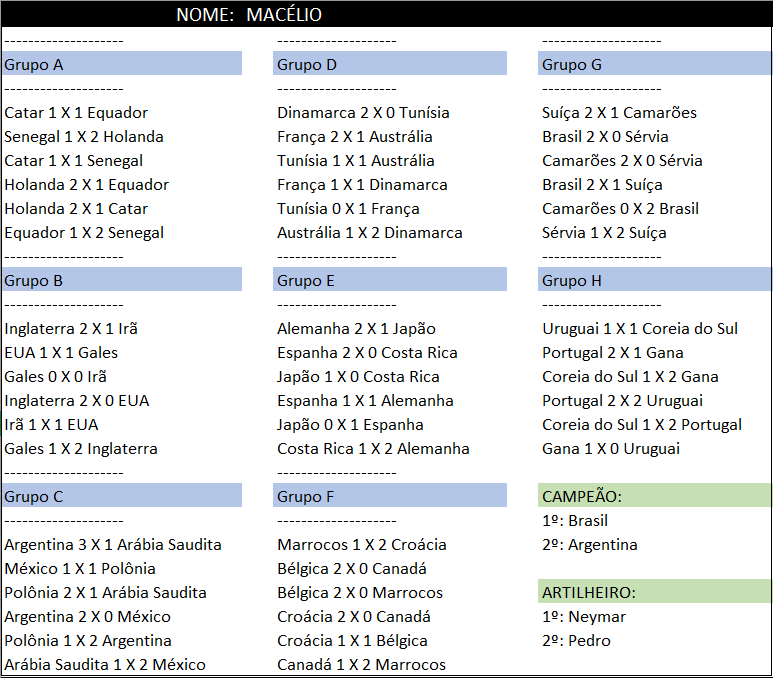 NOME: MACÉLIO
--------------------
Grupo A
--------------------
Catar 1 X 1 Equador
Senegal 1 X 2 Holanda
Catar 1 X 1 Senegal
Holanda 2 X 1 Equador
Holanda 2 X 1 Catar
Equador 1 X 2 Senegal
--------------------
Grupo B
--------------------
Inglaterra 2 X 1 Irã
EUA 1 X 1 Gales
Gales 0 X 0 Irã
Inglaterra 2 X 0 EUA
Irã 1 X 1 EUA
Gales 1 X 2 Inglaterra
--------------------
Grupo C
--------------------
Argentina 3 X 1 Arábia Saudita
México 1 X 1 Polônia
Polônia 2 X 1 Arábia Saudita
Argentina 2 X 0 México
Polônia 1 X 2 Argentina
Arábia Saudita 1 X 2 México
--------------------
Grupo D
--------------------
Dinamarca 2 X 0 Tunísia
França 2 X 1 Austrália
Tunísia 1 X 1 Austrália
França 1 X 1 Dinamarca
Tunísia 0 X 1 França
Austrália 1 X 2 Dinamarca
--------------------
Grupo E
--------------------
Alemanha 2 X 1 Japão
Espanha 2 X 0 Costa Rica
Japão 1 X 0 Costa Rica
Espanha 1 X 1 Alemanha
Japão 0 X 1 Espanha
Costa Rica 1 X 2 Alemanha
--------------------
Grupo F
--------------------
Marrocos 1 X 2 Croácia
Bélgica 2 X 0 Canadá
Bélgica 2 X 0 Marrocos
Croácia 2 X 0 Canadá
Croácia 1 X 1 Bélgica
Canadá 1 X 2 Marrocos
--------------------
Grupo G
--------------------
Suíça 2 X 1 Camarões
Brasil 2 X 0 Sérvia
Camarões 2 X 0 Sérvia
Brasil 2 X 1 Suíça
Camarões 0 X 2 Brasil
Sérvia 1 X 2 Suíça
--------------------
Grupo H
--------------------
Uruguai 1 X 1 Coreia do Sul
Portugal 2 X 1 Gana
Coreia do Sul 1 X 2 Gana
Portugal 2 X 2 Uruguai
Coreia do Sul 1 X 2 Portugal
Gana 1 X 0 Uruguai
CAMPEÃO:
1º: Brasil
2º: Argentina
ARTILHEIRO:
1º: Neymar
2º: Pedro